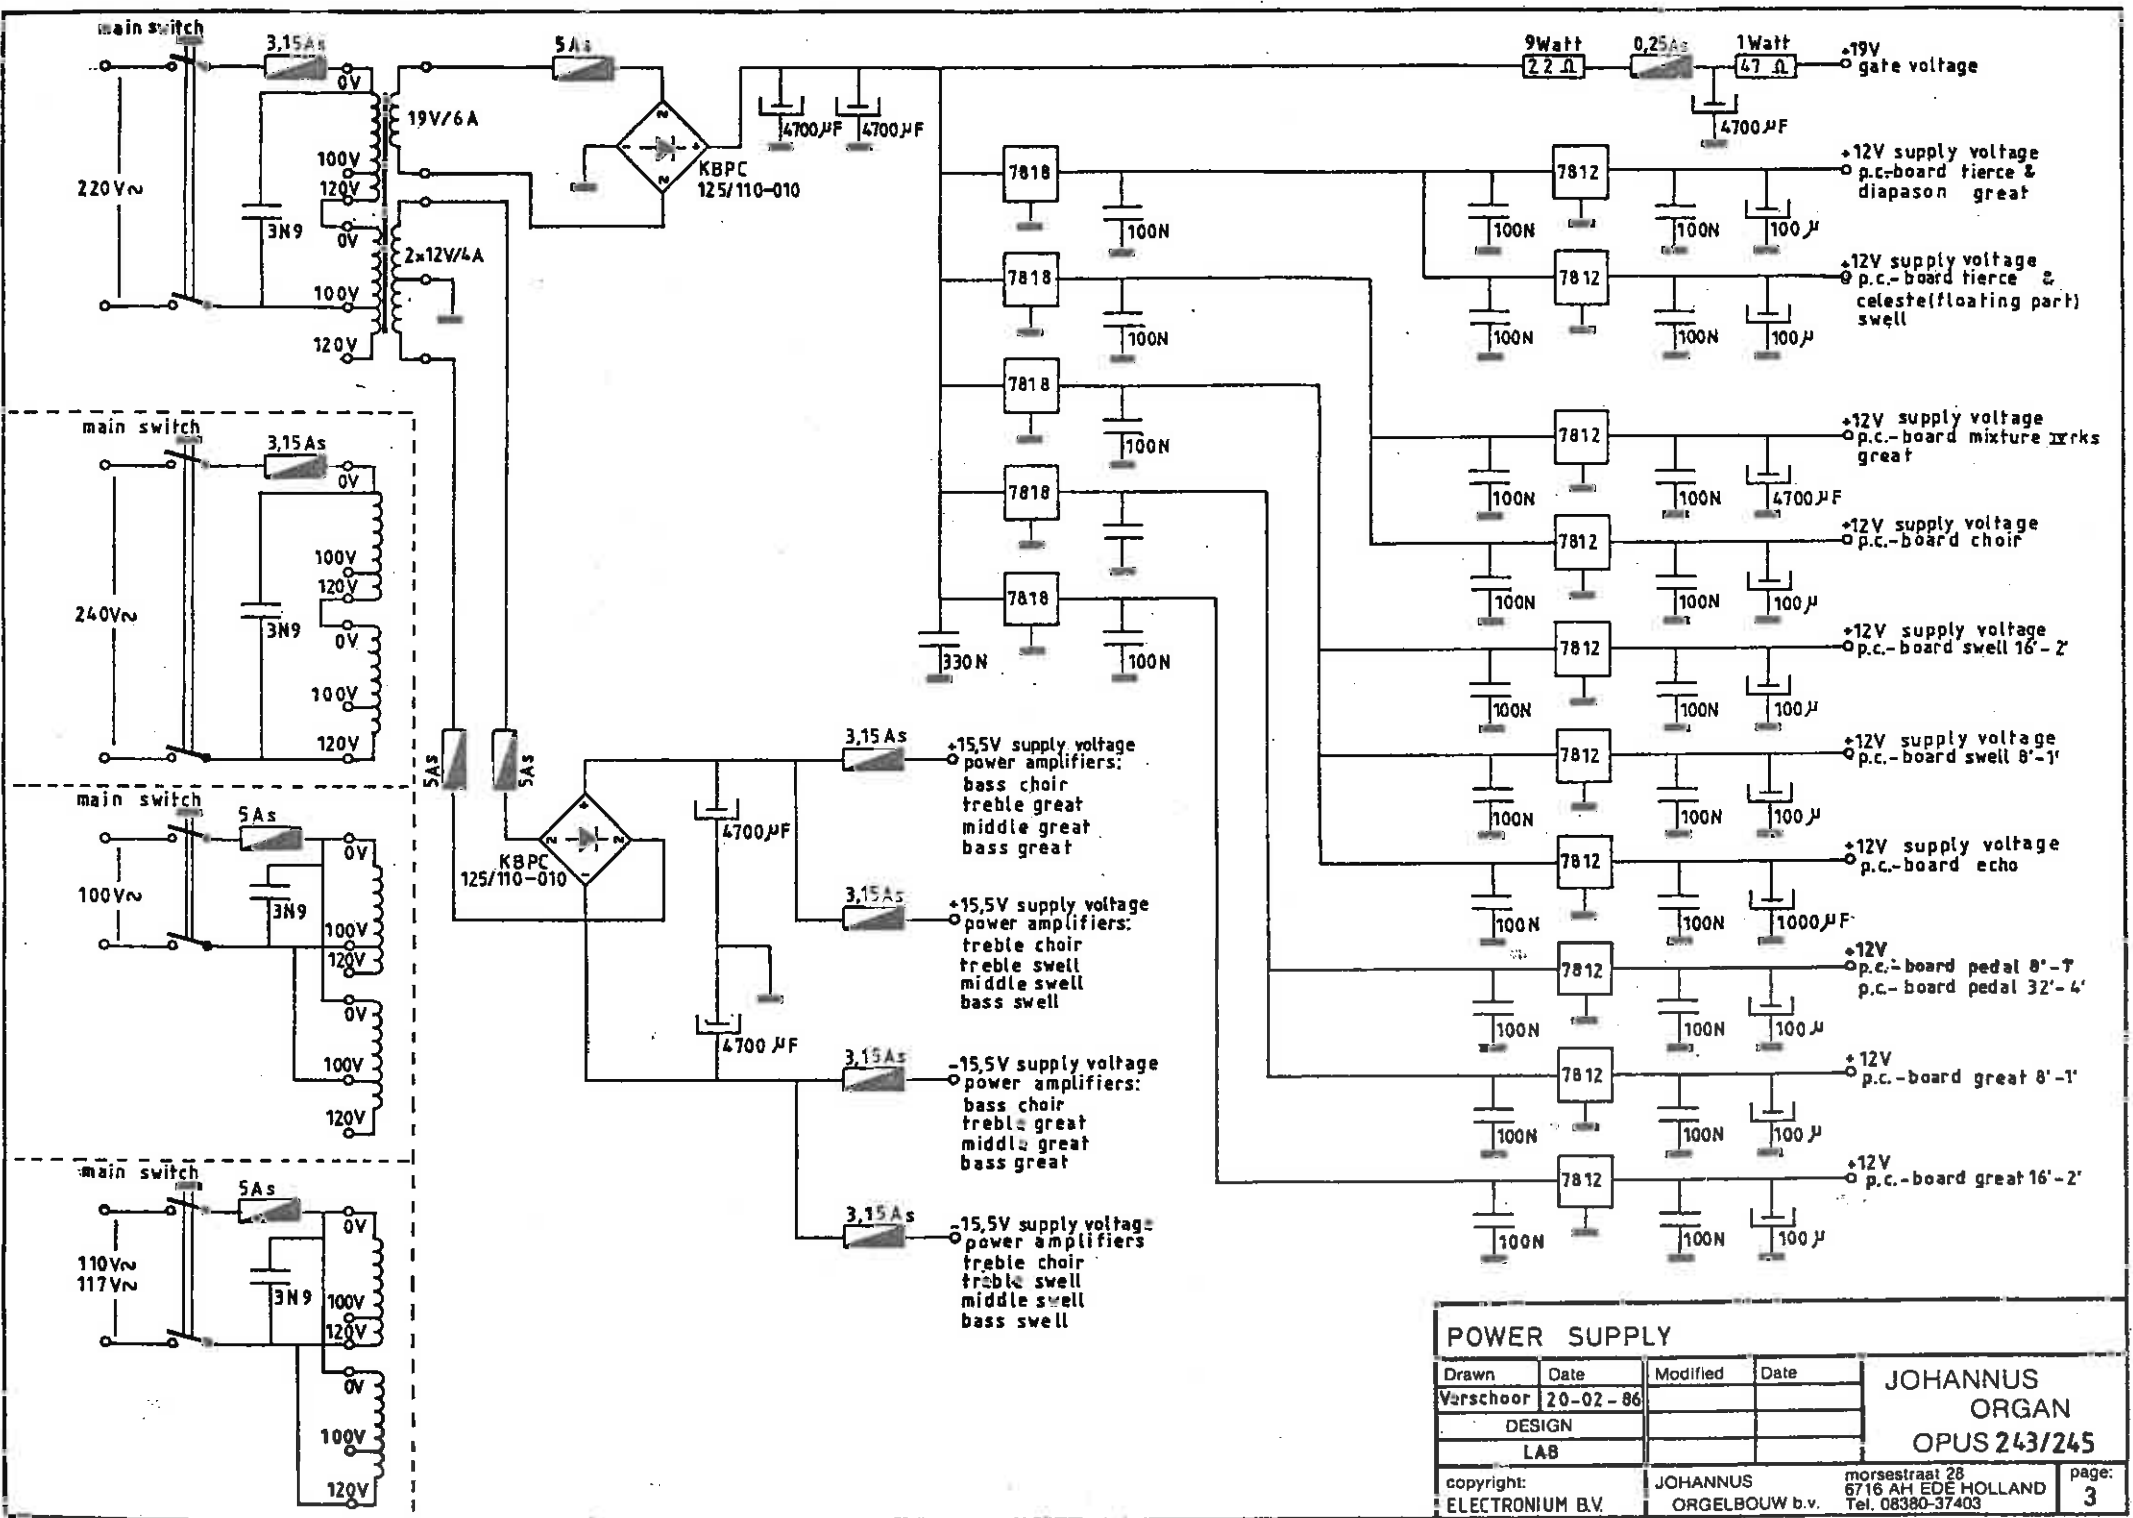 main switch
3,15As
0V
100V
120V
0V
100V
120V
220V~
3N9
19V/6A
2x12V/4A
5As
KBPC
125/110-010
4700µF
4700µF
9Watt
22 Ω
0,25As
1Watt
47 Ω
4700µF
+19V
gate voltage
7818
100N
7818
100N
7818
100N
7818
7818
100N
330N
7812
100N
100N
100µ
+12V supply voltage
p.c-board tierce &
diapason great
7812
100N
100N
100µ
+12V supply voltage
p.c.-board tierce &
celeste(floating part)
swell
7812
100N
100N
4700µF
+12V supply voltage
p.c.-board mixture IVrks
great
7812
100N
100N
100µ
+12V supply voltage
p.c.-board choir
7812
100N
100N
100µ
+12V supply voltage
p.c.-board swell 16'-2'
7812
100N
100N
100µ
+12V supply voltage
p.c.-board swell 8'-1'
7812
100N
100N
1000µF
+12V supply voltage
p.c.-board echo
7812
100N
100N
100µ
+12V
p.c.-board pedal 8'-1'
p.c.-board pedal 32'-4'
7812
100N
100N
100µ
+12V
p.c.-board great 8'-1'
7812
100N
100N
100µ
+12V
p.c.-board great 16'-2'
main switch
3,15As
0V
100V
120V
0V
100V
120V
240V~
3N9
main switch
5As
0V
100V
120V
0V
100V
120V
100V~
3N9
main switch
5As
0V
100V
120V
0V
100V
120V
110V~
117V~
3N9
5As
5As
KBPC
125/110-010
4700µF
4700µF
3,15As
+15,5V supply voltage
power amplifiers:
bass choir
treble great
middle great
bass great
3,15As
+15,5V supply voltage
power amplifiers:
treble choir
treble swell
middle swell
bass swell
3,15As
-15,5V supply voltage
power amplifiers:
bass choir
treble great
middle great
bass great
3,15As
-15,5V supply voltage
power amplifiers
treble choir
treble swell
middle swell
bass swell
POWER SUPPLY
Drawn Date Modified Date
Verschoor 20-02-86
DESIGN
LAB
JOHANNUS
ORGAN
OPUS 243/245
copyright:
ELECTRONIUM B.V.
JOHANNUS
ORGELBOUW b.v.
morsestraat 28
6716 AH EDE HOLLAND
Tel. 08380-37403
page:
3